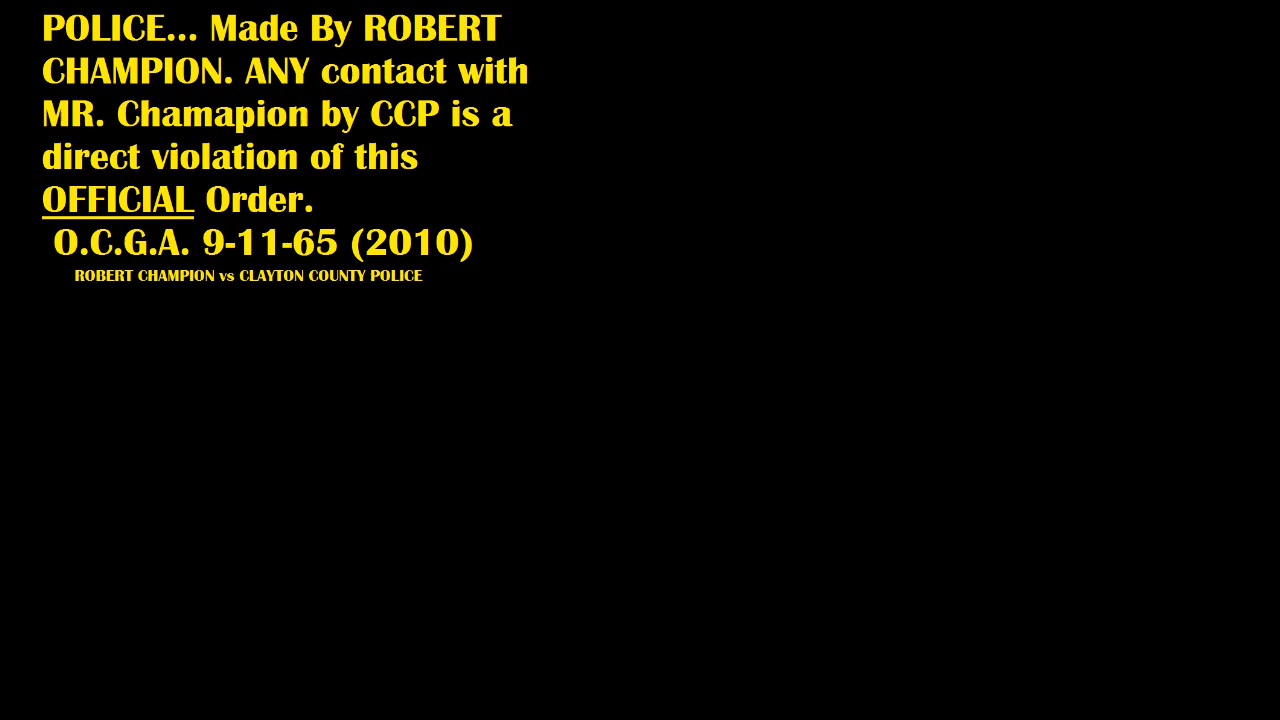 POLICE... Made By ROBERT
CHAMPION. ANY contact with
MR. Chamapion by CCP is a
direct violation of this
OFFICIAL Order.
O.C.G.A. 9-11-65 (2010)
ROBERT CHAMPION vs CLAYTON COUNTY POLICE